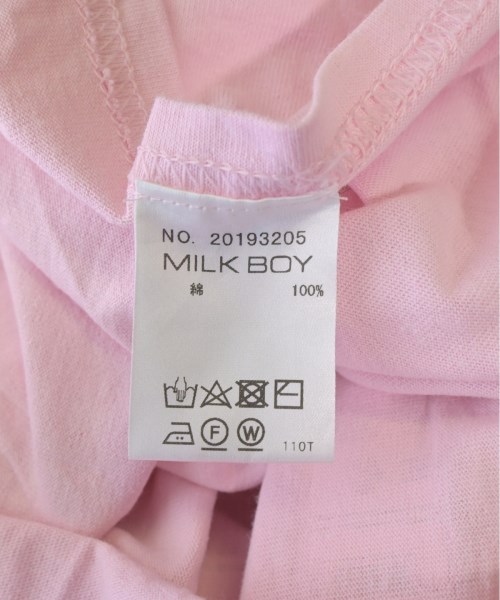 NO. 20193205
MILK BOY
綿 100%
F W
110T